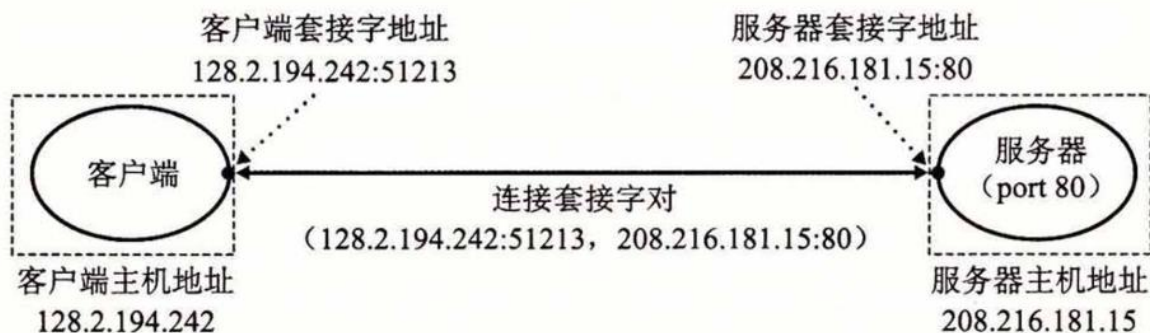 客户端套接字地址
128.2.194.242:51213
服务器套接字地址
208.216.181.15:80
客户端
服务器
(port 80)
连接套接字对
(128.2.194.242:51213, 208.216.181.15:80)
客户端主机地址
128.2.194.242
服务器主机地址
208.216.181.15